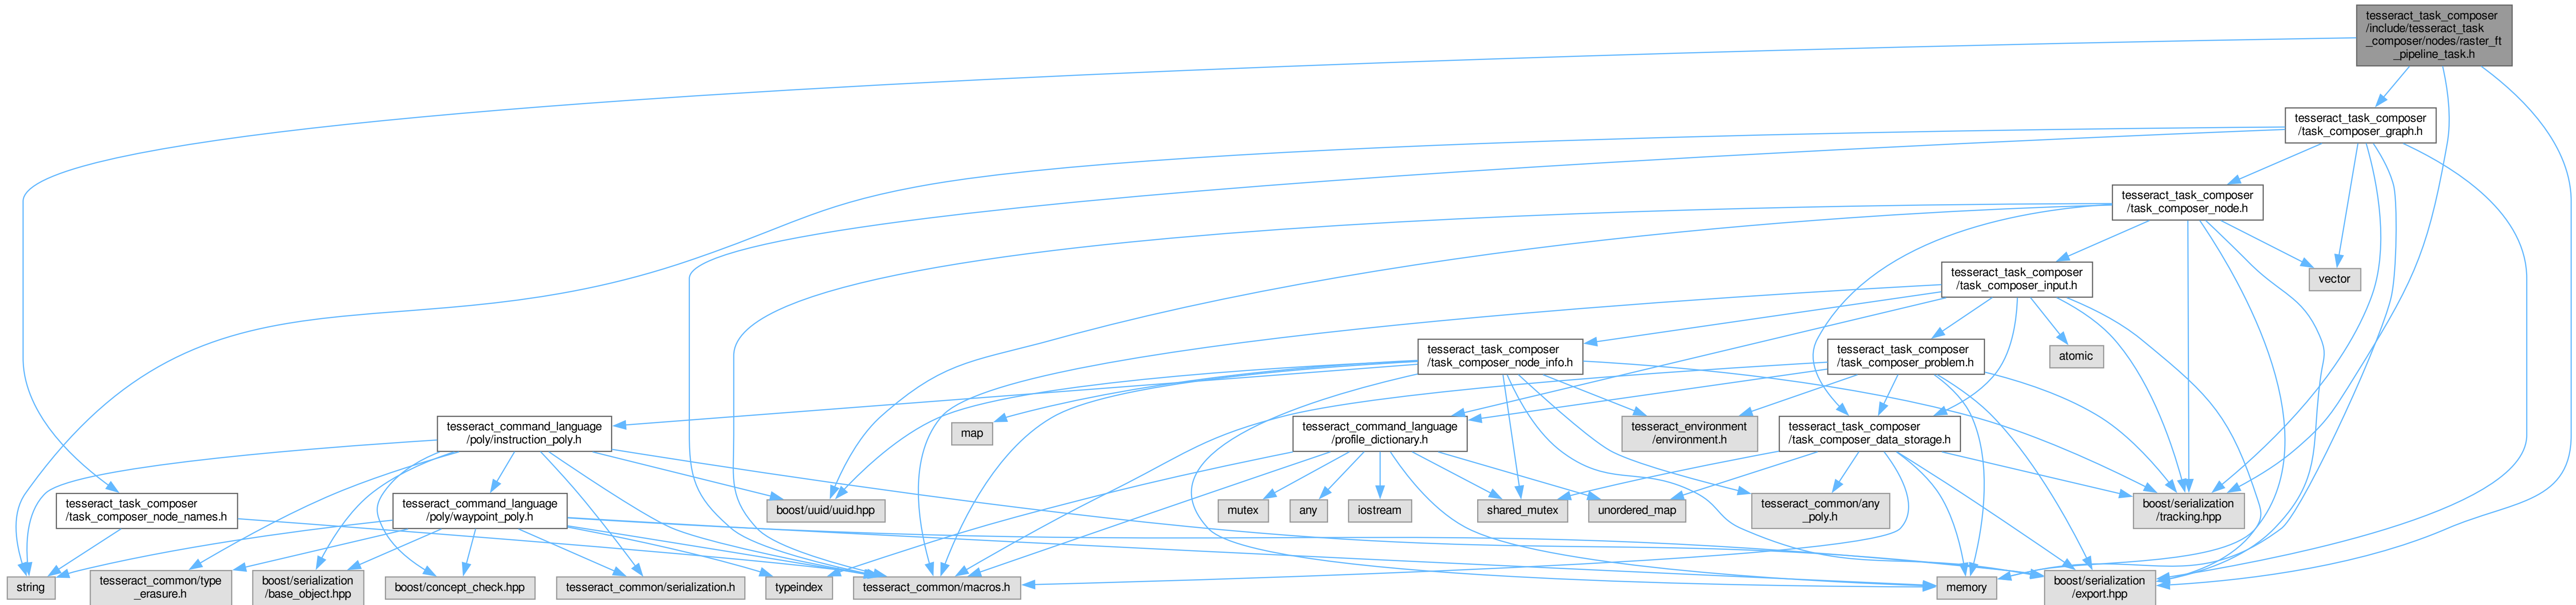 tesseract_task_composer
/include/tesseract_task
_composer/nodes/raster_ft
_pipeline_task.h
tesseract_task_composer
/task_composer_graph.h
tesseract_task_composer
/task_composer_node.h
tesseract_task_composer
/task_composer_input.h
vector
tesseract_task_composer
/task_composer_node_info.h
tesseract_task_composer
/task_composer_problem.h
atomic
tesseract_command_language
/poly/instruction_poly.h
map
tesseract_command_language
/profile_dictionary.h
tesseract_environment
/environment.h
tesseract_task_composer
/task_composer_data_storage.h
tesseract_task_composer
/task_composer_node_names.h
tesseract_command_language
/poly/waypoint_poly.h
boost/uuid/uuid.hpp
mutex
any
iostream
shared_mutex
unordered_map
tesseract_common/any
_poly.h
boost/serialization
/tracking.hpp
string
tesseract_common/type
_erasure.h
boost/serialization
/base_object.hpp
boost/concept_check.hpp
tesseract_common/serialization.h
typeindex
tesseract_common/macros.h
memory
boost/serialization
/export.hpp